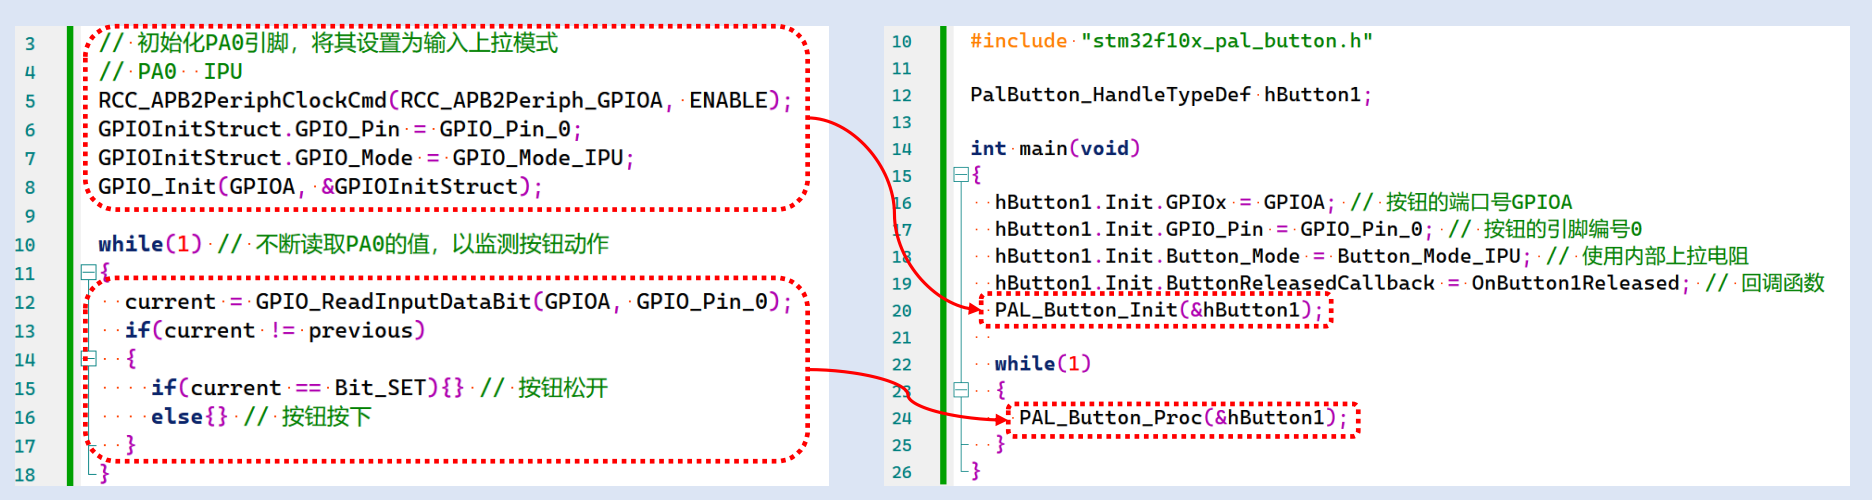 3 // 初始化PA0引脚，将其设置为输入上拉模式
4 // PA0  IPU
5 RCC_APB2PeriphClockCmd(RCC_APB2Periph_GPIOA, ENABLE);
6 GPIOInitStruct.GPIO_Pin = GPIO_Pin_0;
7 GPIOInitStruct.GPIO_Mode = GPIO_Mode_IPU;
8 GPIO_Init(GPIOA, &GPIOInitStruct);
9
10 while(1) // 不断读取PA0的值，以监测按钮动作
11 {
12   current = GPIO_ReadInputDataBit(GPIOA, GPIO_Pin_0);
13   if(current != previous)
14   {
15     if(current == Bit_SET){} // 按钮松开
16     else{} // 按钮按下
17   }
18 }
10 #include "stm32f10x_pal_button.h"
11
12 PalButton_HandleTypeDef hButton1;
13
14 int main(void)
15 {
16   hButton1.Init.GPIOx = GPIOA; // 按钮的端口号GPIOA
17   hButton1.Init.GPIO_Pin = GPIO_Pin_0; // 按钮的引脚编号0
18   hButton1.Init.Button_Mode = Button_Mode_IPU; // 使用内部上拉电阻
19   hButton1.Init.ButtonReleasedCallback = OnButton1Released; // 回调函数
20   PAL_Button_Init(&hButton1);
21
22   while(1)
23   {
24     PAL_Button_Proc(&hButton1);
25   }
26 }